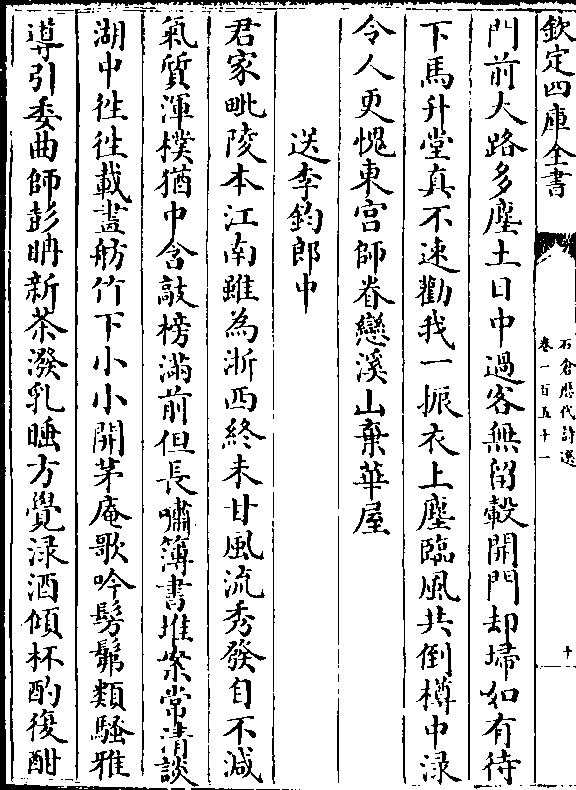 欽定四庫全書
石倉歷代詩選
卷一百五十一
十
門前大路多塵土日中過客無留轂開門却埽如有待
下馬升堂真不速勸我一振衣上塵臨風共倒樽中渌
令人更愧東宫師眷戀溪山棄華屋
送李鈞郎中
君家毗陵本江南雖為浙西終未甘風流秀發自不減
氣質渾樸猶中含敲榜滿前但長嘯簿書堆案常清談
湖中徃徃載畫舫竹下小小開茅庵歌吟髣髴類騷雅
導引委曲師彭聃新茶潑乳睡方覺渌酒傾杯酌復酣